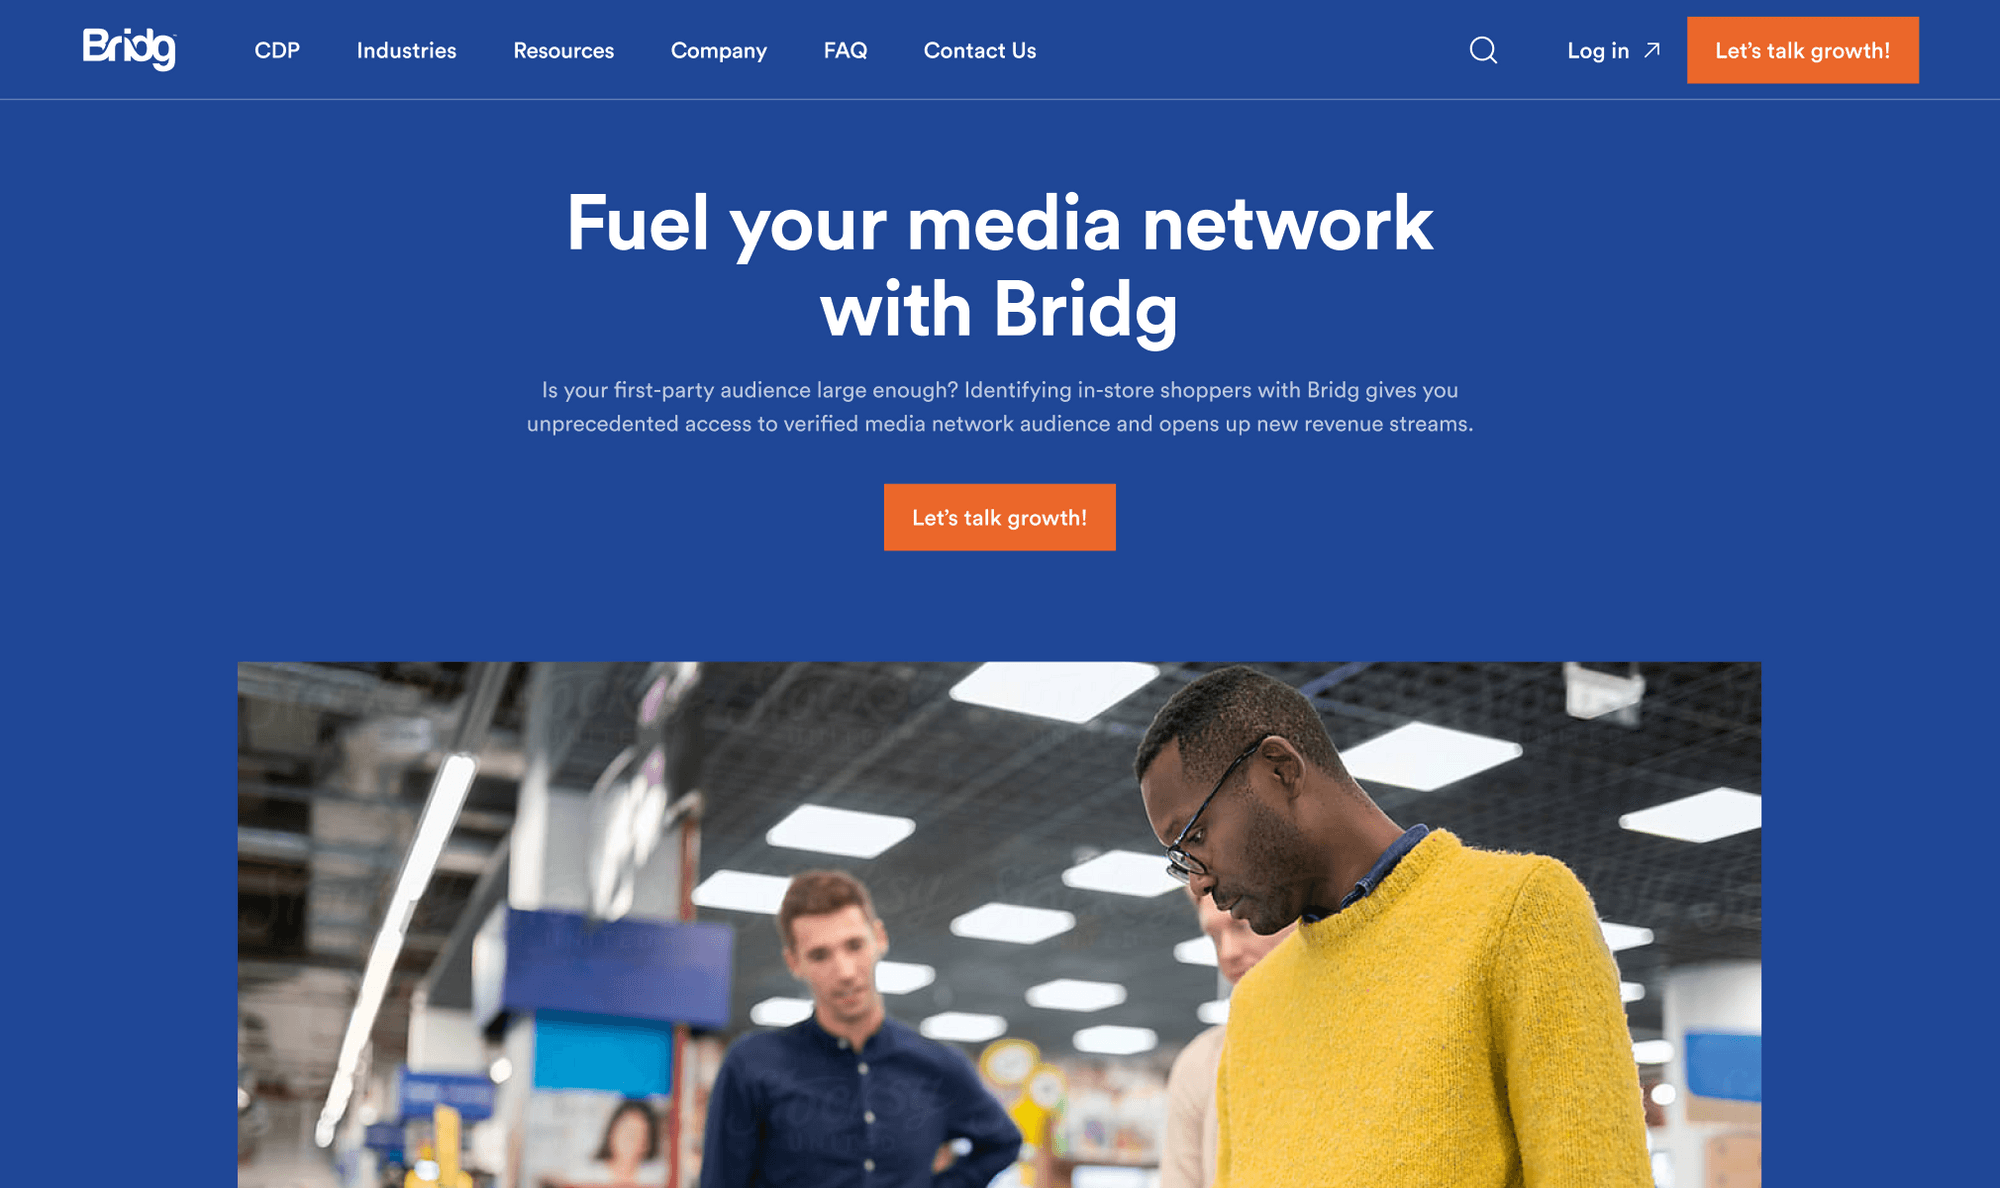 Bridg
CDP
Industries
Resources
Company
FAQ
Contact Us
Log in
Let’s talk growth!
Fuel your media network
with Bridg
Is your first-party audience large enough? Identifying in-store shoppers with Bridg gives you
unprecedented access to verified media network audience and opens up new revenue streams.
Let’s talk growth!
Stocksy
UNITED